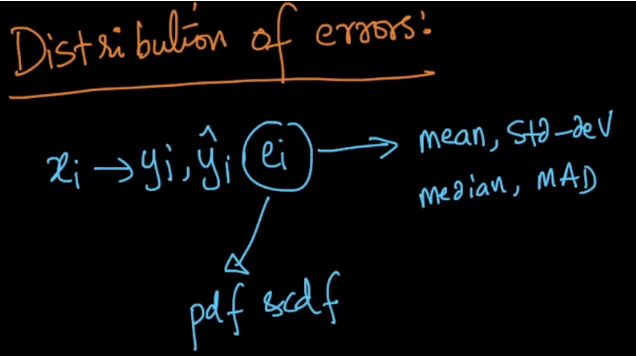 Distribution of errors:
xᵢ → yᵢ, ŷᵢ eᵢ → mean, std-dev
median, MAD
pdf & cdf